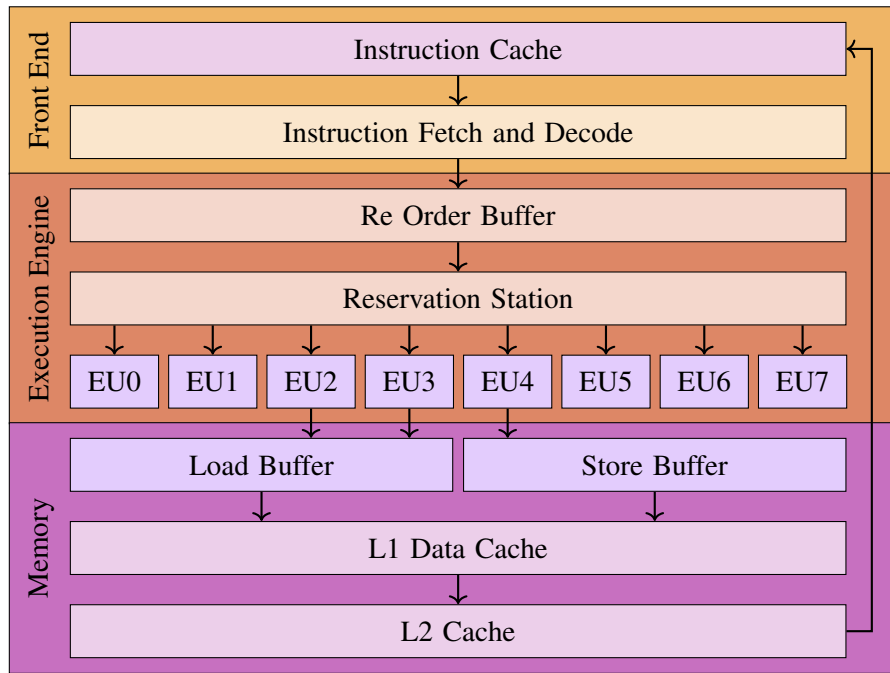 Front End
Instruction Cache
Instruction Fetch and Decode
Execution Engine
Re Order Buffer
Reservation Station
EU0 EU1 EU2 EU3 EU4 EU5 EU6 EU7
Memory
Load Buffer Store Buffer
L1 Data Cache
L2 Cache